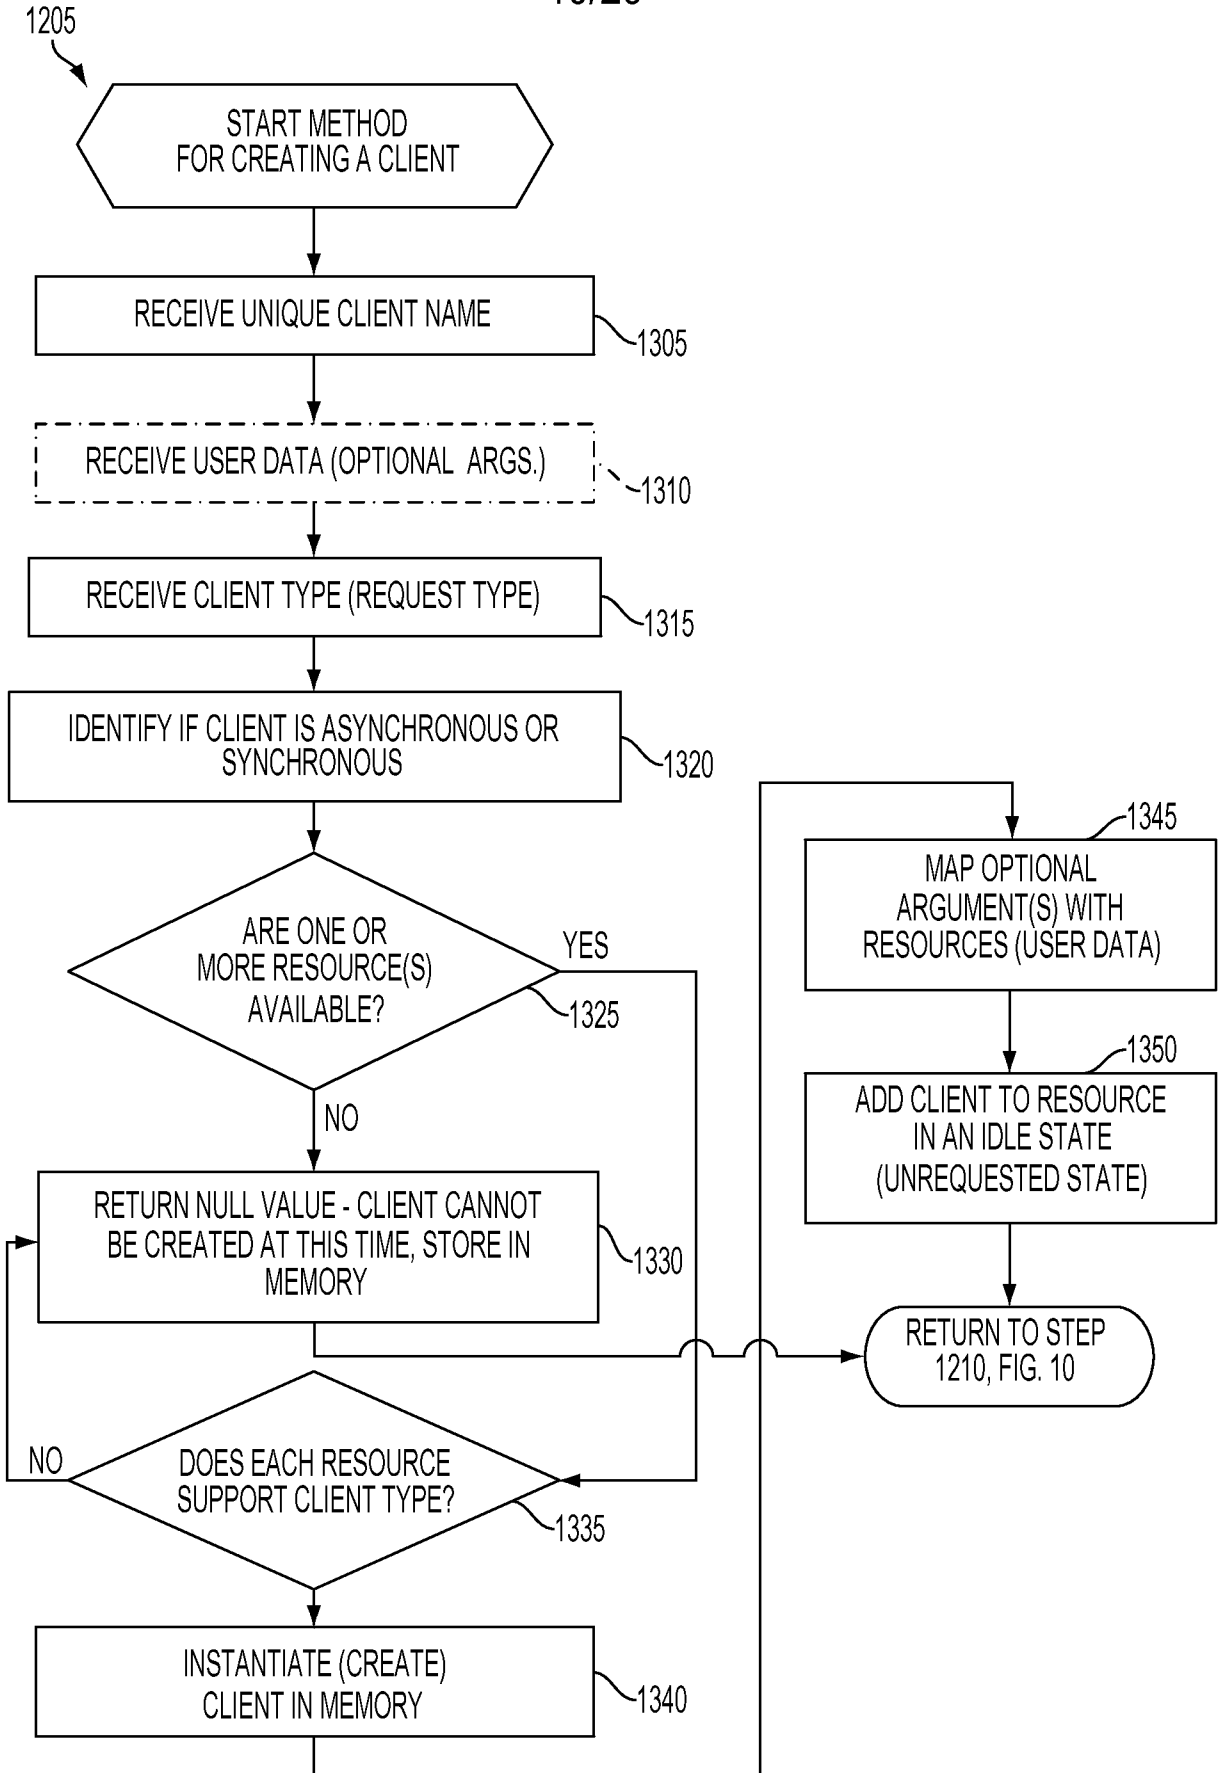 1205
START METHOD
FOR CREATING A CLIENT
RECEIVE UNIQUE CLIENT NAME
1305
RECEIVE USER DATA (OPTIONAL ARGS.)
1310
RECEIVE CLIENT TYPE (REQUEST TYPE)
1315
IDENTIFY IF CLIENT IS ASYNCHRONOUS OR
SYNCHRONOUS
1320
ARE ONE OR
MORE RESOURCE(S)
AVAILABLE?
YES
1325
NO
RETURN NULL VALUE - CLIENT CANNOT
BE CREATED AT THIS TIME, STORE IN
MEMORY
1330
NO
DOES EACH RESOURCE
SUPPORT CLIENT TYPE?
1335
INSTANTIATE (CREATE)
CLIENT IN MEMORY
1340
1345
MAP OPTIONAL
ARGUMENT(S) WITH
RESOURCES (USER DATA)
1350
ADD CLIENT TO RESOURCE
IN AN IDLE STATE
(UNREQUESTED STATE)
RETURN TO STEP
1210, FIG. 10